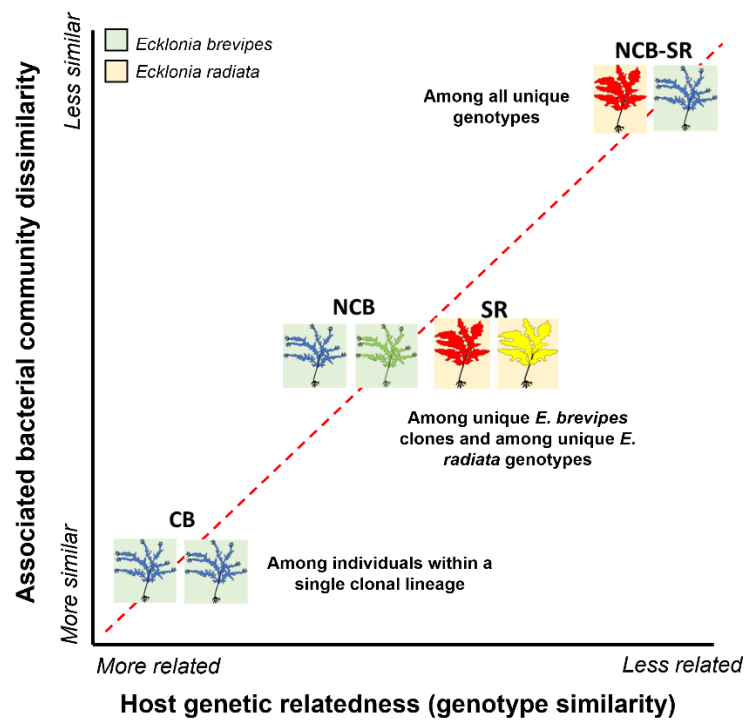 Ecklonia brevipes
Ecklonia radiata
NCB-SR
Among all unique
genotypes
NCB
SR
Among unique E. brevipes
clones and among unique E.
radiata genotypes
CB
Among individuals within a
single clonal lineage
Less similar
More similar
Associated bacterial community dissimilarity
More related
Less related
Host genetic relatedness (genotype similarity)